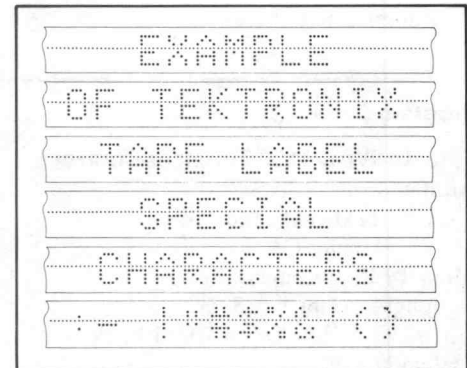 EXAMPLE
OF TEKTRONIX
TAPE LABEL
SPECIAL
CHARACTERS
:- !"#$%&'()